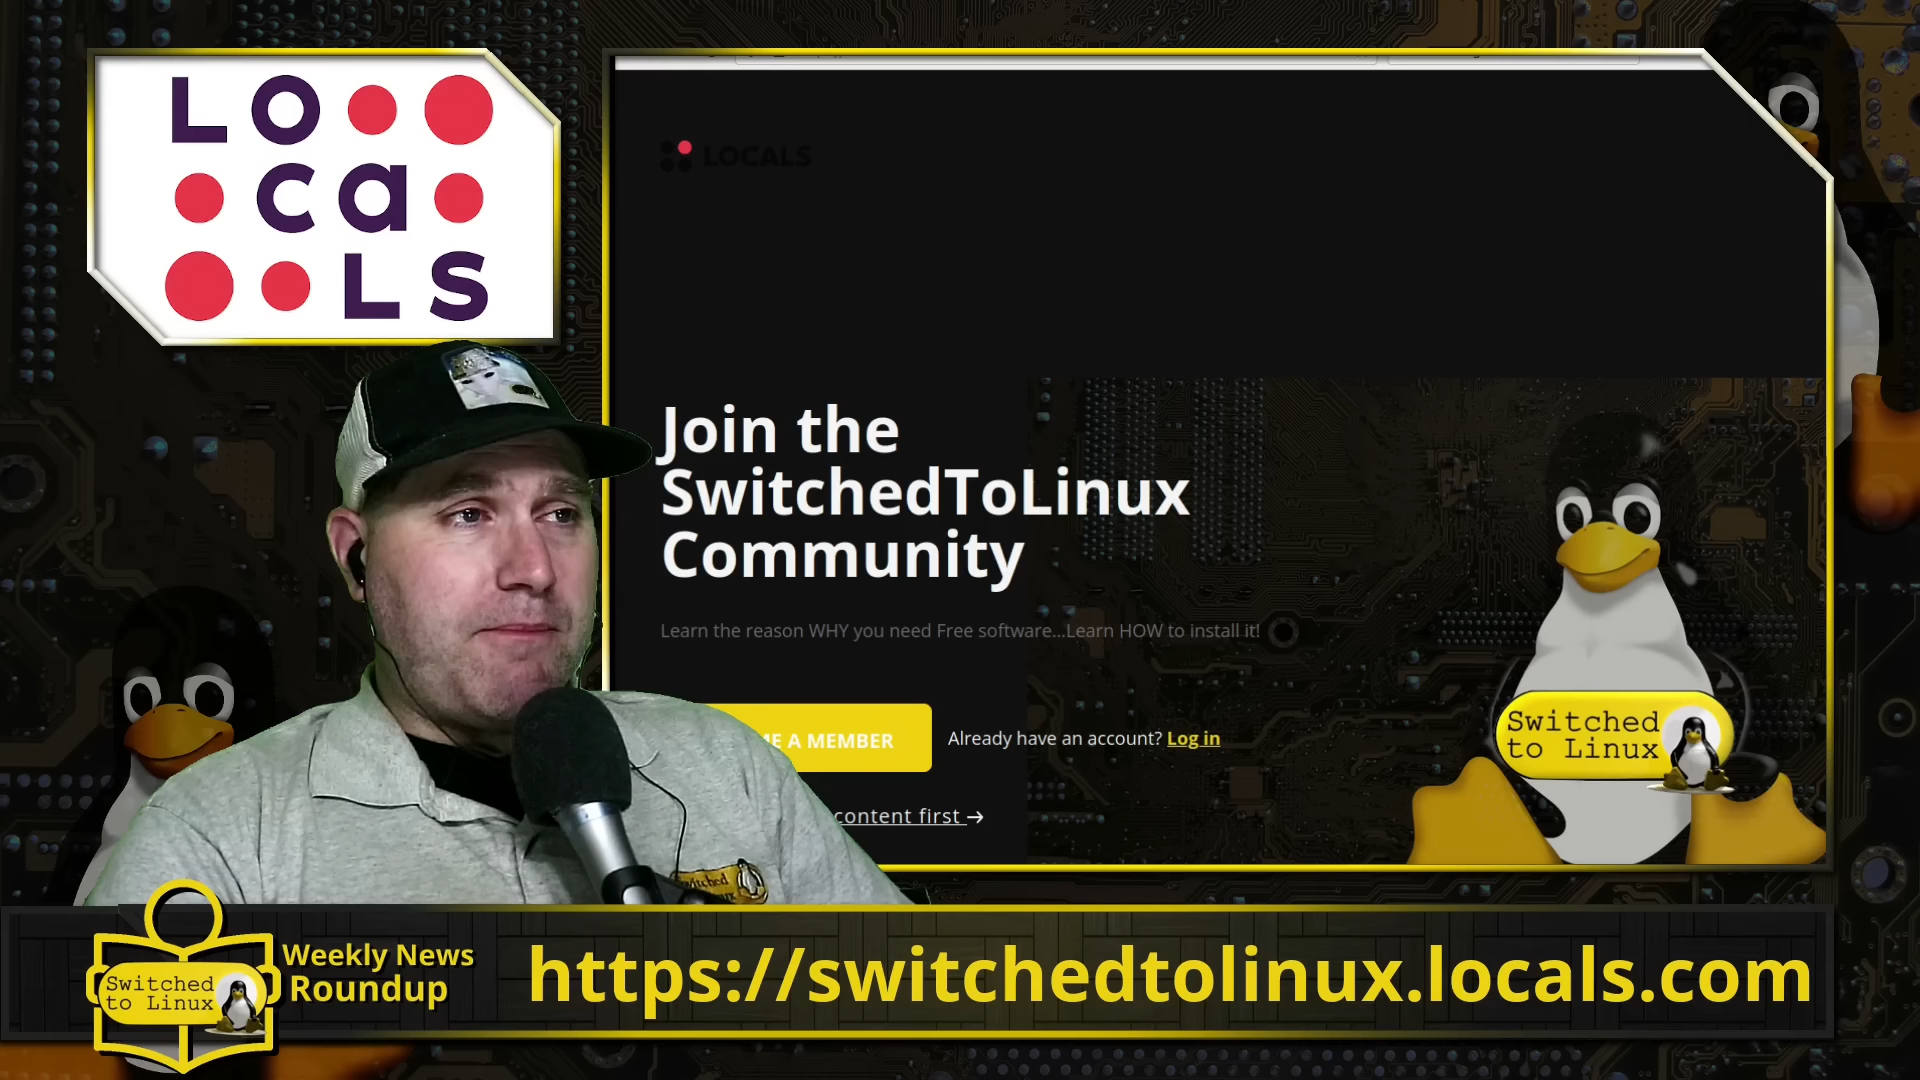 LO
ca
LS
LOCALS
Join the
SwitchedToLinux
Community
Learn the reason WHY you need Free software...Learn HOW to install it!
A MEMBER
Already have an account? Log in
content first →
Switched
to Linux
Switched
to Linux
Weekly News
Roundup
https://switchedtolinux.locals.com